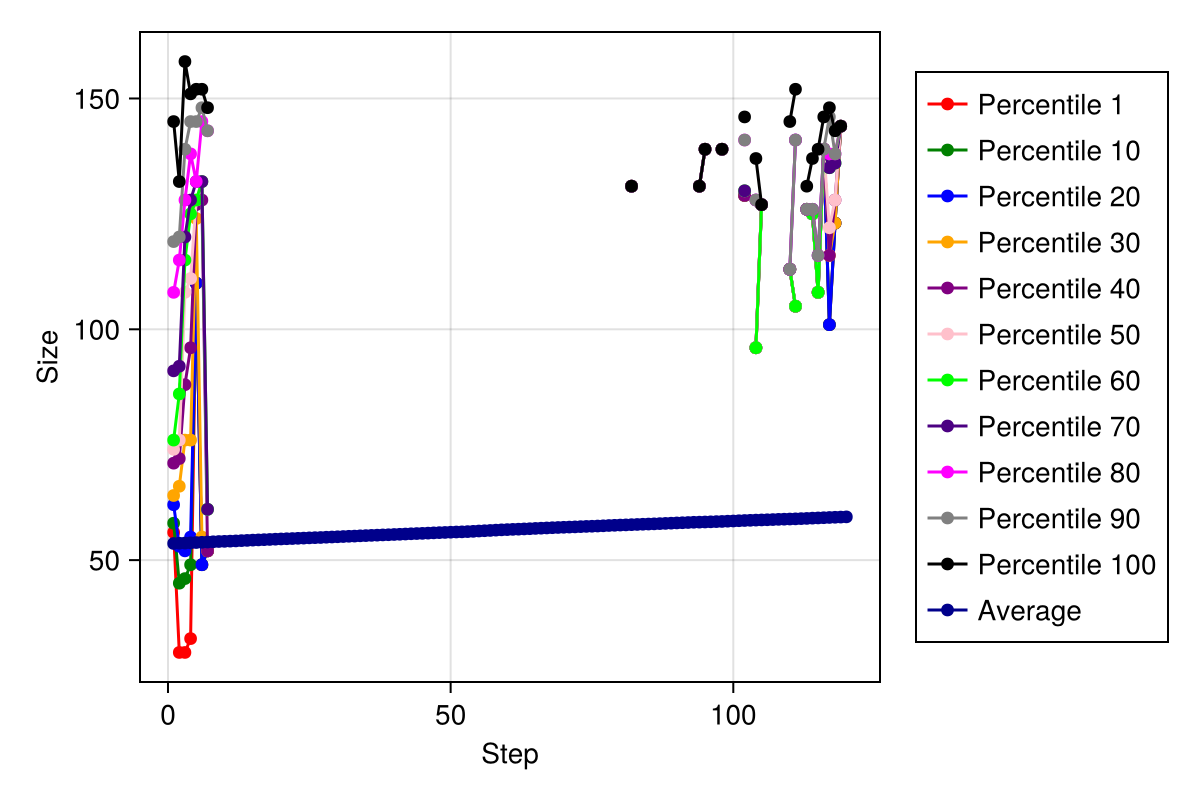 150
100
50
Size
0
50
100
Step
Percentile 1
Percentile 10
Percentile 20
Percentile 30
Percentile 40
Percentile 50
Percentile 60
Percentile 70
Percentile 80
Percentile 90
Percentile 100
Average